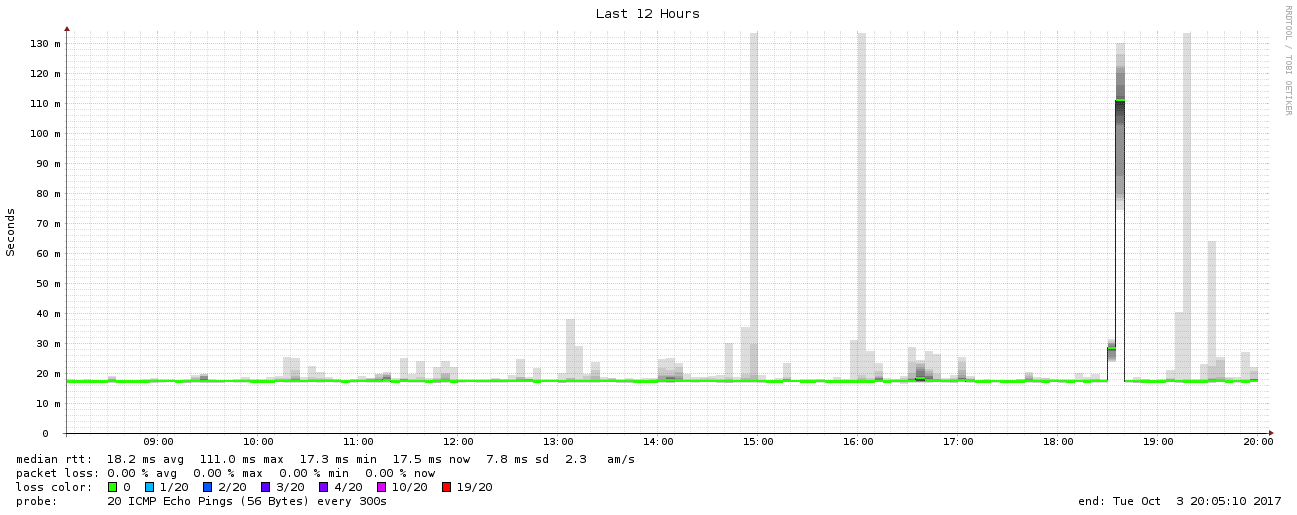 Last 12 Hours
RRDTOOL / TOBI OETIKER
Seconds
130 m
120 m
110 m
100 m
90 m
80 m
70 m
60 m
50 m
40 m
30 m
20 m
10 m
0
09:00 10:00 11:00 12:00 13:00 14:00 15:00 16:00 17:00 18:00 19:00 20:00
median rtt: 18.2 ms avg 111.0 ms max 17.3 ms min 17.5 ms now 7.8 ms sd 2.3 am/s
packet loss: 0.00 % avg 0.00 % max 0.00 % min 0.00 % now
loss color: 0 1/20 2/20 3/20 4/20 10/20 19/20
probe: 20 ICMP Echo Pings (56 Bytes) every 300s end: Tue Oct 3 20:05:10 2017